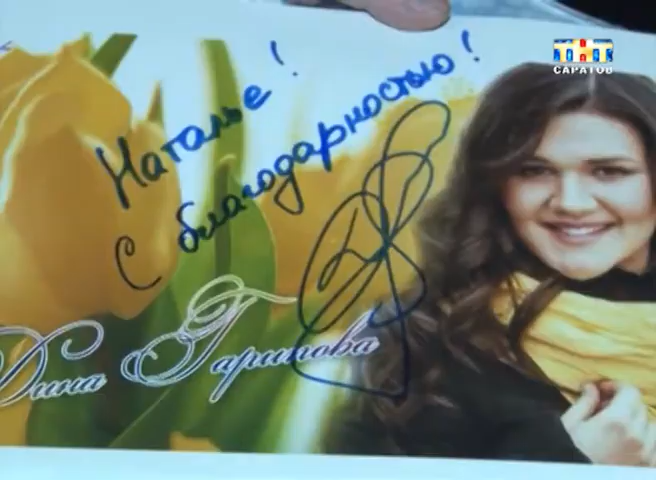 ТНТ
САРАТОВ
Наталье!
С благодарностью!
Дина Гарипова